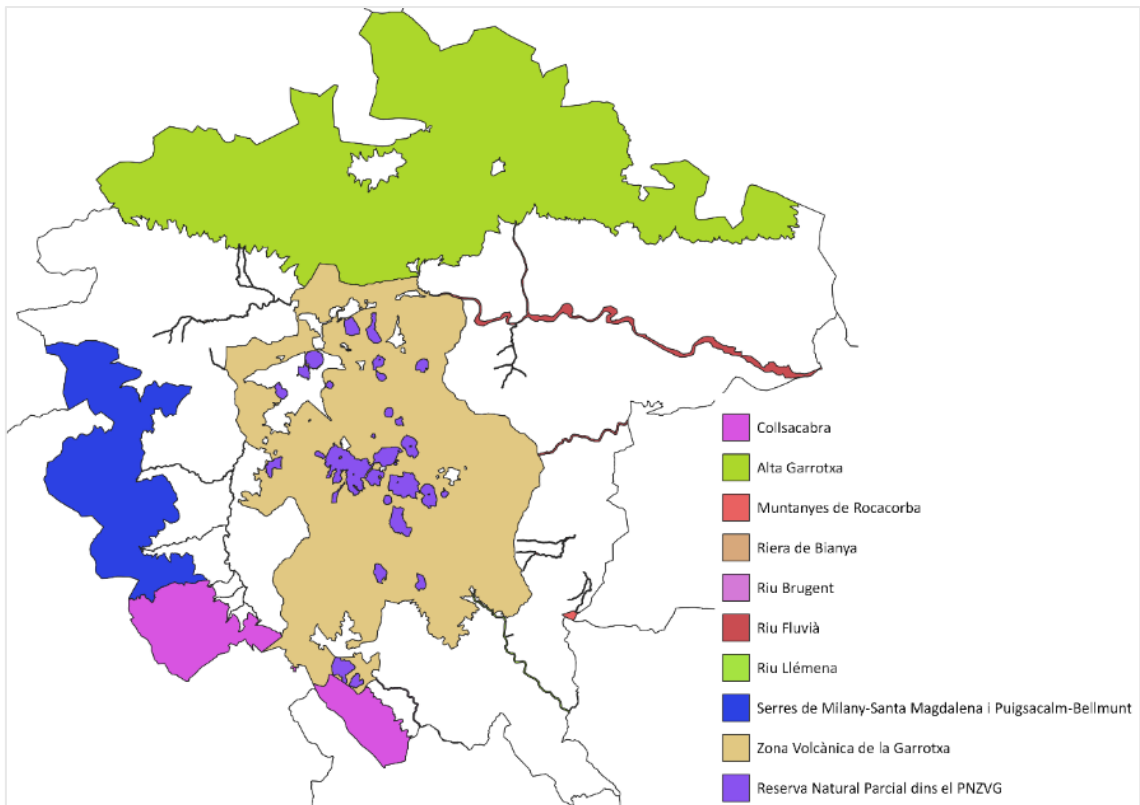 Collsacabra
Alta Garrotxa
Muntanyes de Rocacorba
Riera de Bianya
Riu Brugent
Riu Fluvià
Riu Llémena
Serres de Milany-Santa Magdalena i Puigsacalm-Bellmunt
Zona Volcànica de la Garrotxa
Reserva Natural Parcial dins el PNZVG